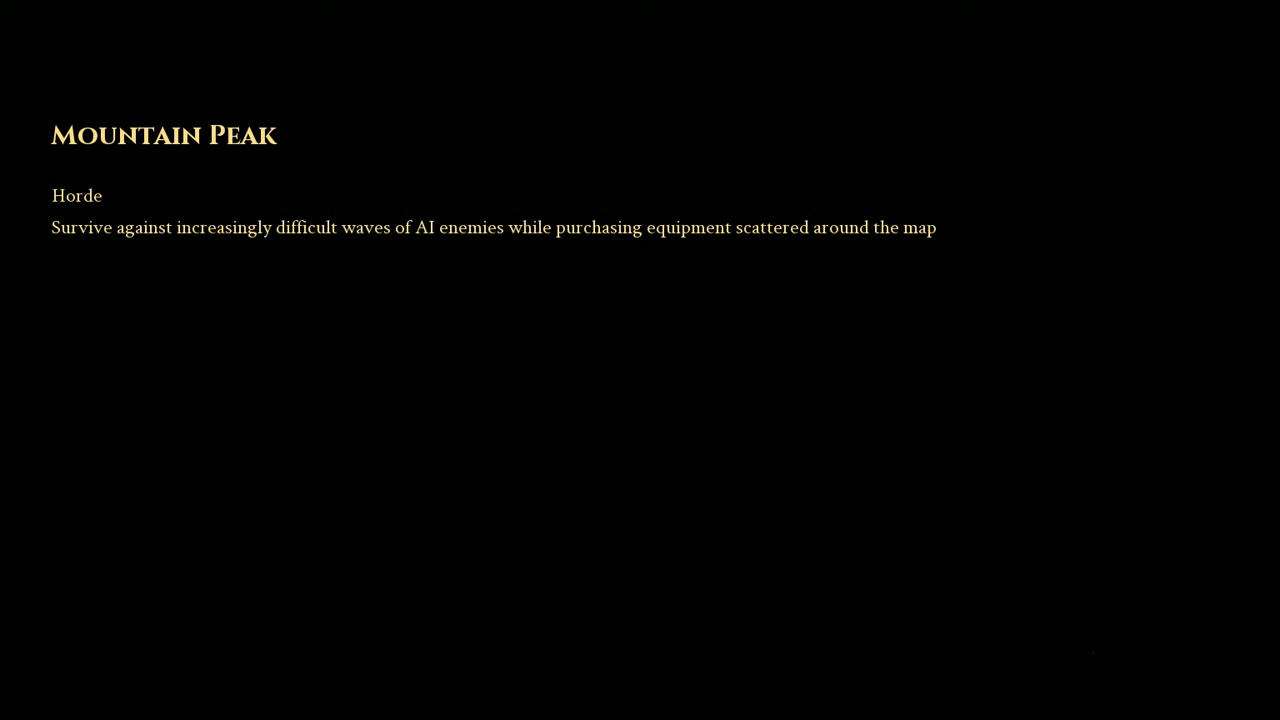 Mountain Peak
Horde
Survive against increasingly difficult waves of AI enemies while purchasing equipment scattered around the map